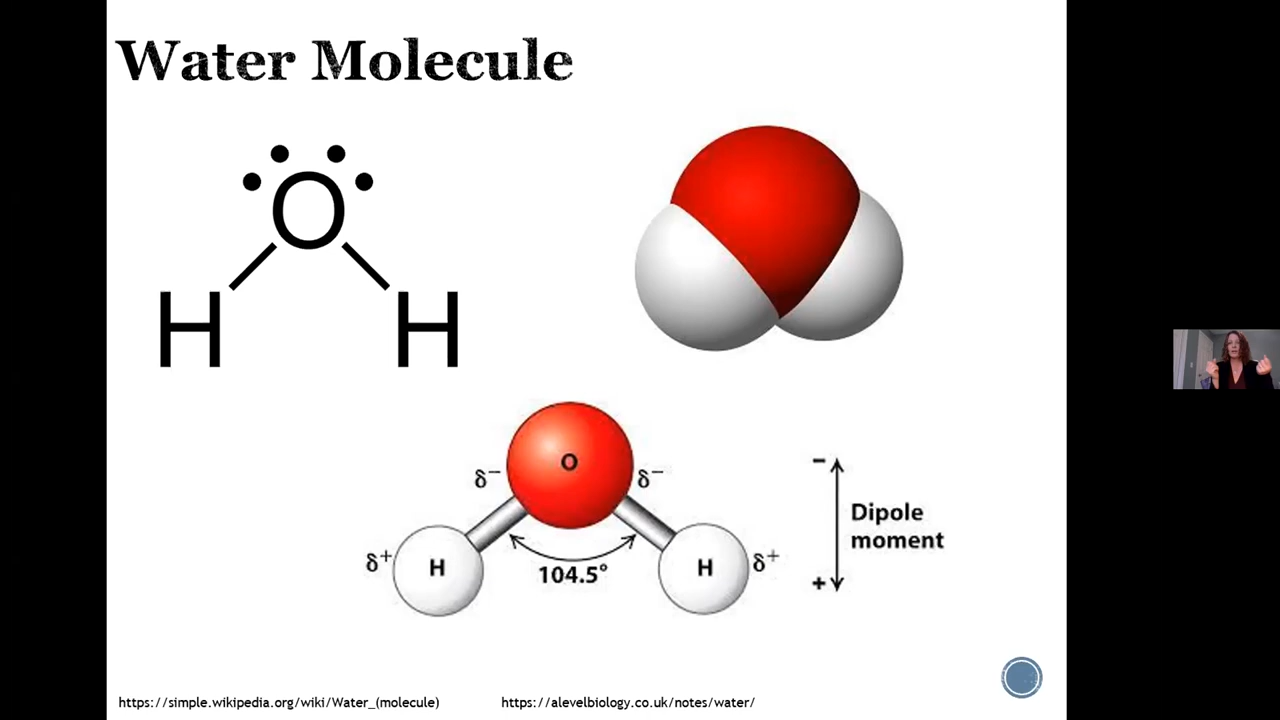 Water Molecule
O
H H
O
δ− δ−
H H
δ+ δ+
104.5°
−
Dipole
moment
+
https://simple.wikipedia.org/wiki/Water_(molecule)
https://alevelbiology.co.uk/notes/water/